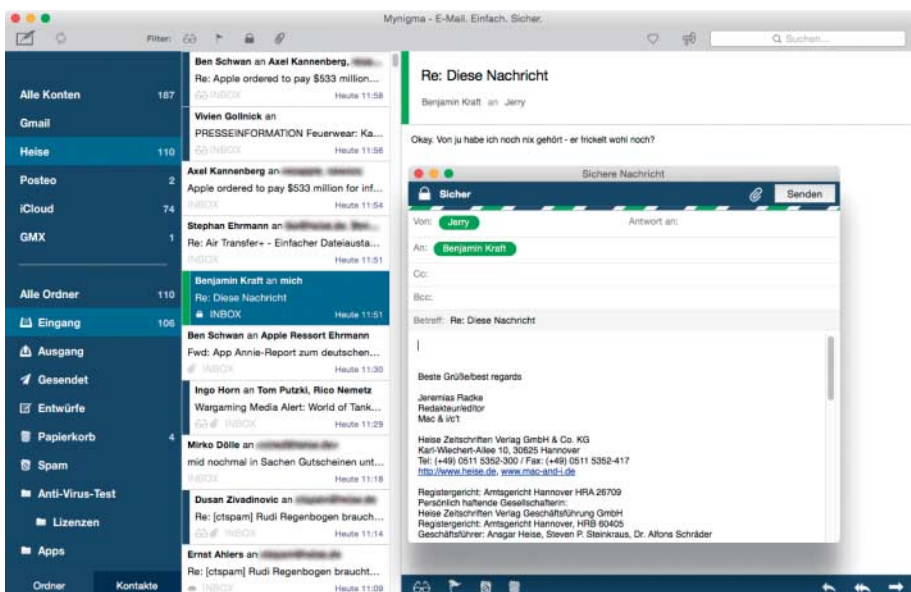 Mynigma - E-Mail. Einfach. Sicher.
Filter:
Suchen...
Alle Konten 187
Gmail
Heise 110
Posteo 2
iCloud 74
GMX 1
Alle Ordner 110
Eingang 106
Ausgang
Gesendet
Entwürfe
Papierkorb 4
Spam
Anti-Virus-Test
Lizenzen
Apps
Ordner Kontakte
Ben Schwan an Axel Kannenberg,
Re: Apple ordered to pay $533 million...
INBOX Heute 11:58
Vivien Gollnick an
PRESSEINFORMATION Feuerwear: Ka...
INBOX Heute 11:56
Axel Kannenberg an
Apple ordered to pay $533 million for inf...
INBOX Heute 11:54
Stephan Ehrmann an
Re: Air Transfer+ - Einfacher Dateiausta...
INBOX Heute 11:51
Benjamin Kraft an mich
Re: Diese Nachricht
INBOX Heute 11:51
Ben Schwan an Apple Ressort Ehrmann
Fwd: App Annie-Report zum deutschen...
INBOX Heute 11:30
Ingo Horn an Tom Putzki, Rico Nemetz
Wargaming Media Alert: World of Tank...
INBOX Heute 11:29
Mirko Dölle an
mid nochmal in Sachen Gutscheinen unt...
INBOX Heute 11:18
Dusan Zivadinovic an
Re: [ctspam] Rudi Regenbogen brauch...
INBOX Heute 11:14
Ernst Ahlers an
Re: [ctspam] Rudi Regenbogen braucht...
INBOX Heute 11:09
Re: Diese Nachricht
Benjamin Kraft an Jerry
Okay. Von ju habe ich noch nix gehört - er frickelt wohl noch?
Sichere Nachricht
Sicher Senden
Von: Jerry Antwort an:
An: Benjamin Kraft
Cc:
Bcc:
Betreff: Re: Diese Nachricht
Beste Grüße/best regards
Jeremias Radke
Redakteur/editor
Mac & i/c't
Heise Zeitschriften Verlag GmbH & Co. KG
Karl-Wiechert-Allee 10, 30625 Hannover
Tel: (+49) 0511 5352-300 / Fax: (+49) 0511 5352-417
http://www.heise.de, www.mac-and-i.de
Registergericht: Amtsgericht Hannover HRA 26709
Persönlich haftende Gesellschafterin:
Heise Zeitschriften Verlag Geschäftsführung GmbH
Registergericht: Amtsgericht Hannover, HRB 60405
Geschäftsführer: Ansgar Heise, Steven P. Steinkraus, Dr. Alfons Schräder